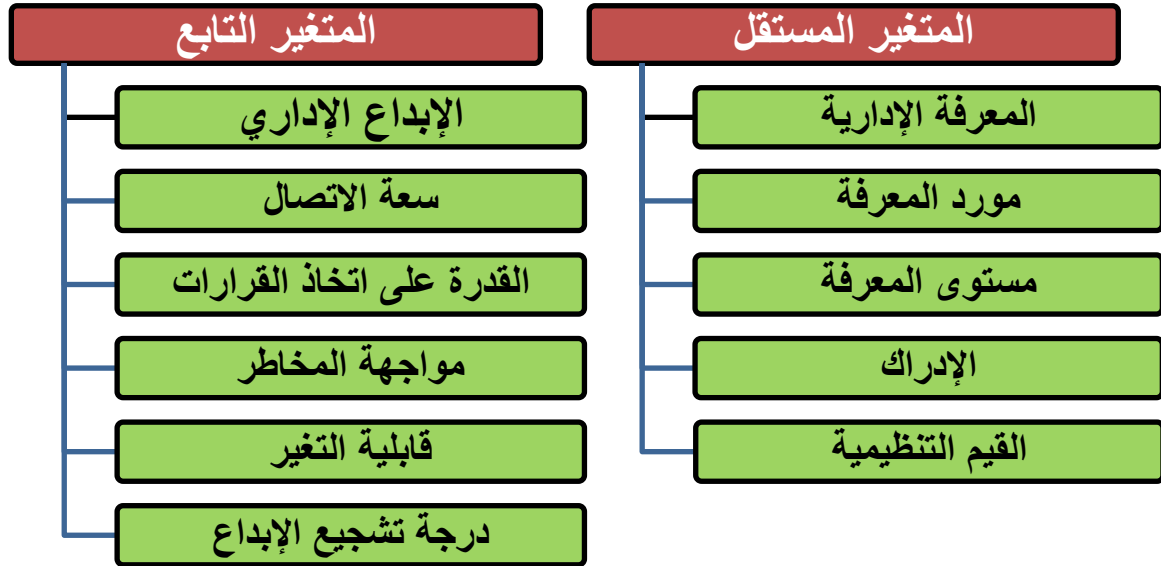 المتغير المستقل
المعرفة الإدارية
مورد المعرفة
مستوى المعرفة
الإدراك
القيم التنظيمية
المتغير التابع
الإبداع الإداري
سعة الاتصال
القدرة على اتخاذ القرارات
مواجهة المخاطر
قابلية التغير
درجة تشجيع الإبداع